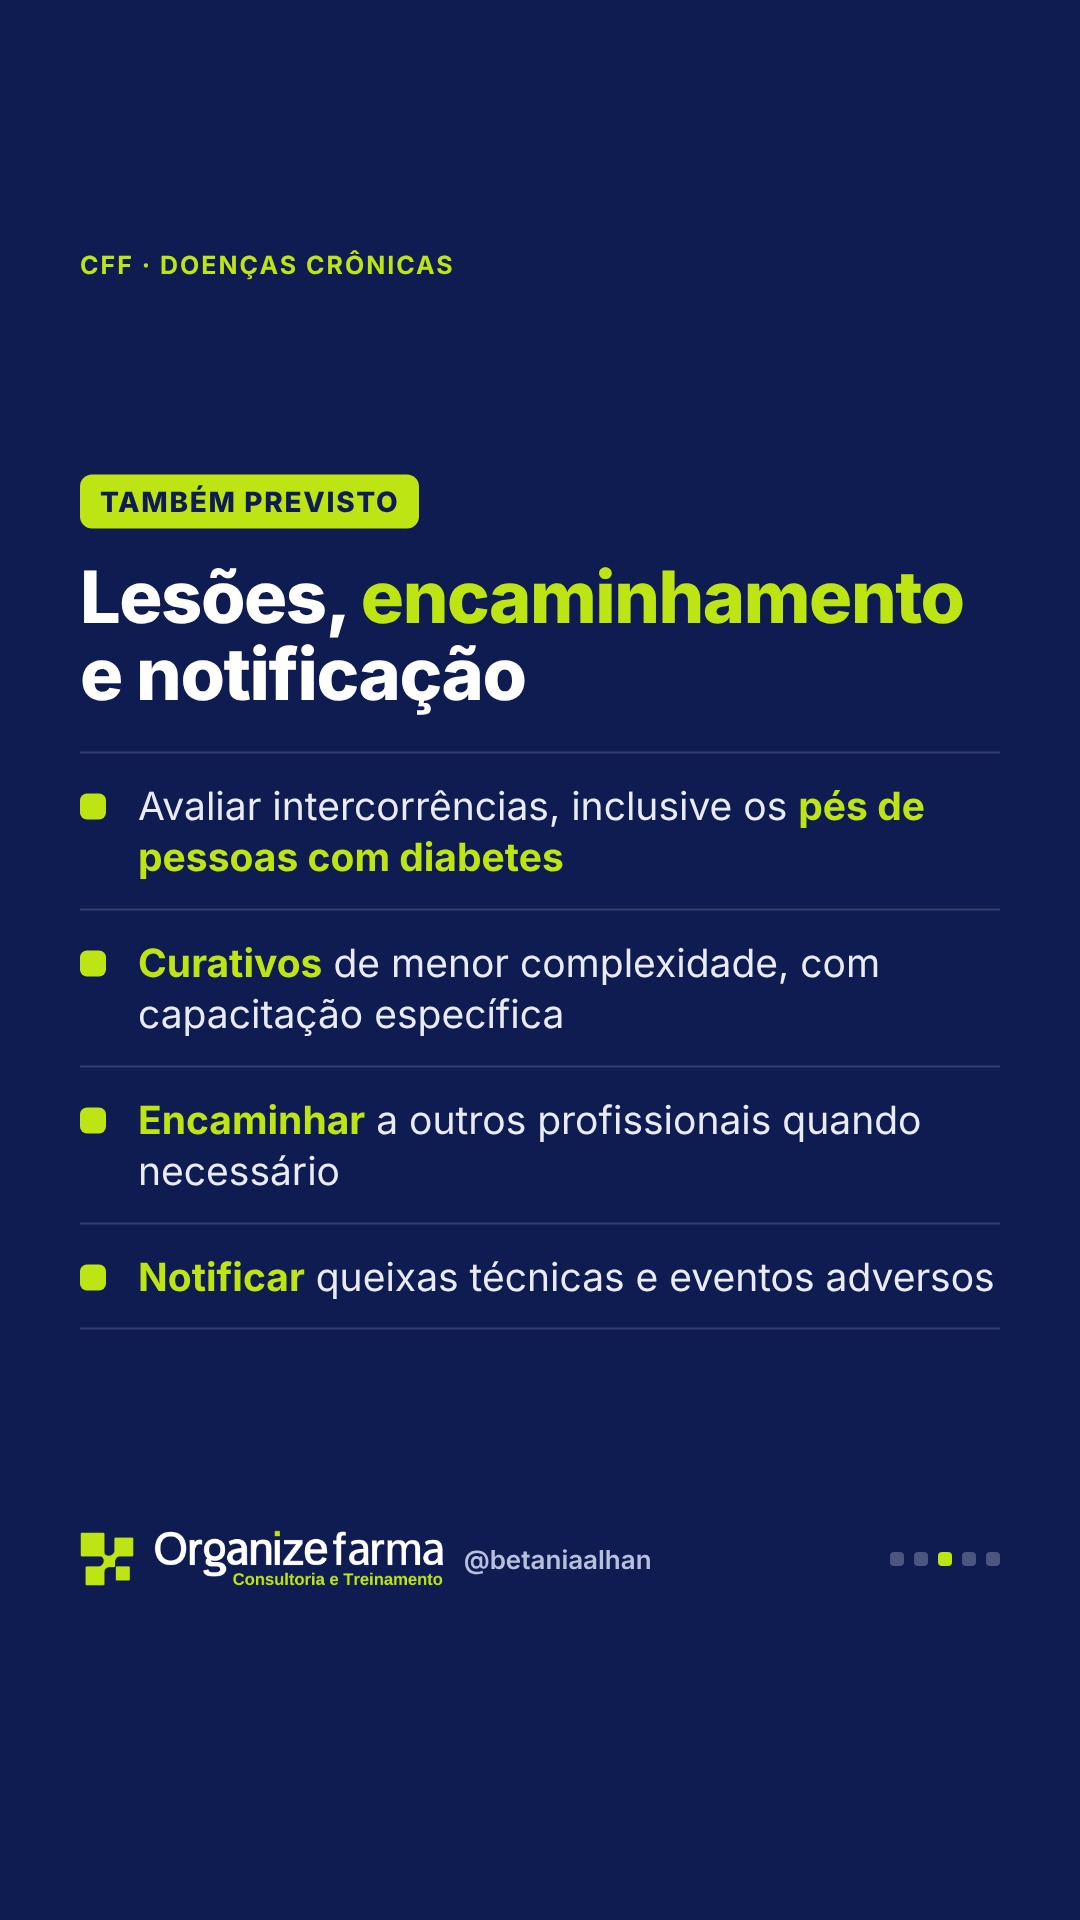 CFF · DOENÇAS CRÔNICAS
TAMBÉM PREVISTO
Lesões, encaminhamento
e notificação
Avaliar intercorrências, inclusive os pés de
pessoas com diabetes
Curativos de menor complexidade, com
capacitação específica
Encaminhar a outros profissionais quando
necessário
Notificar queixas técnicas e eventos adversos
Organizefarma
Consultoria e Treinamento
@betaniaalhan